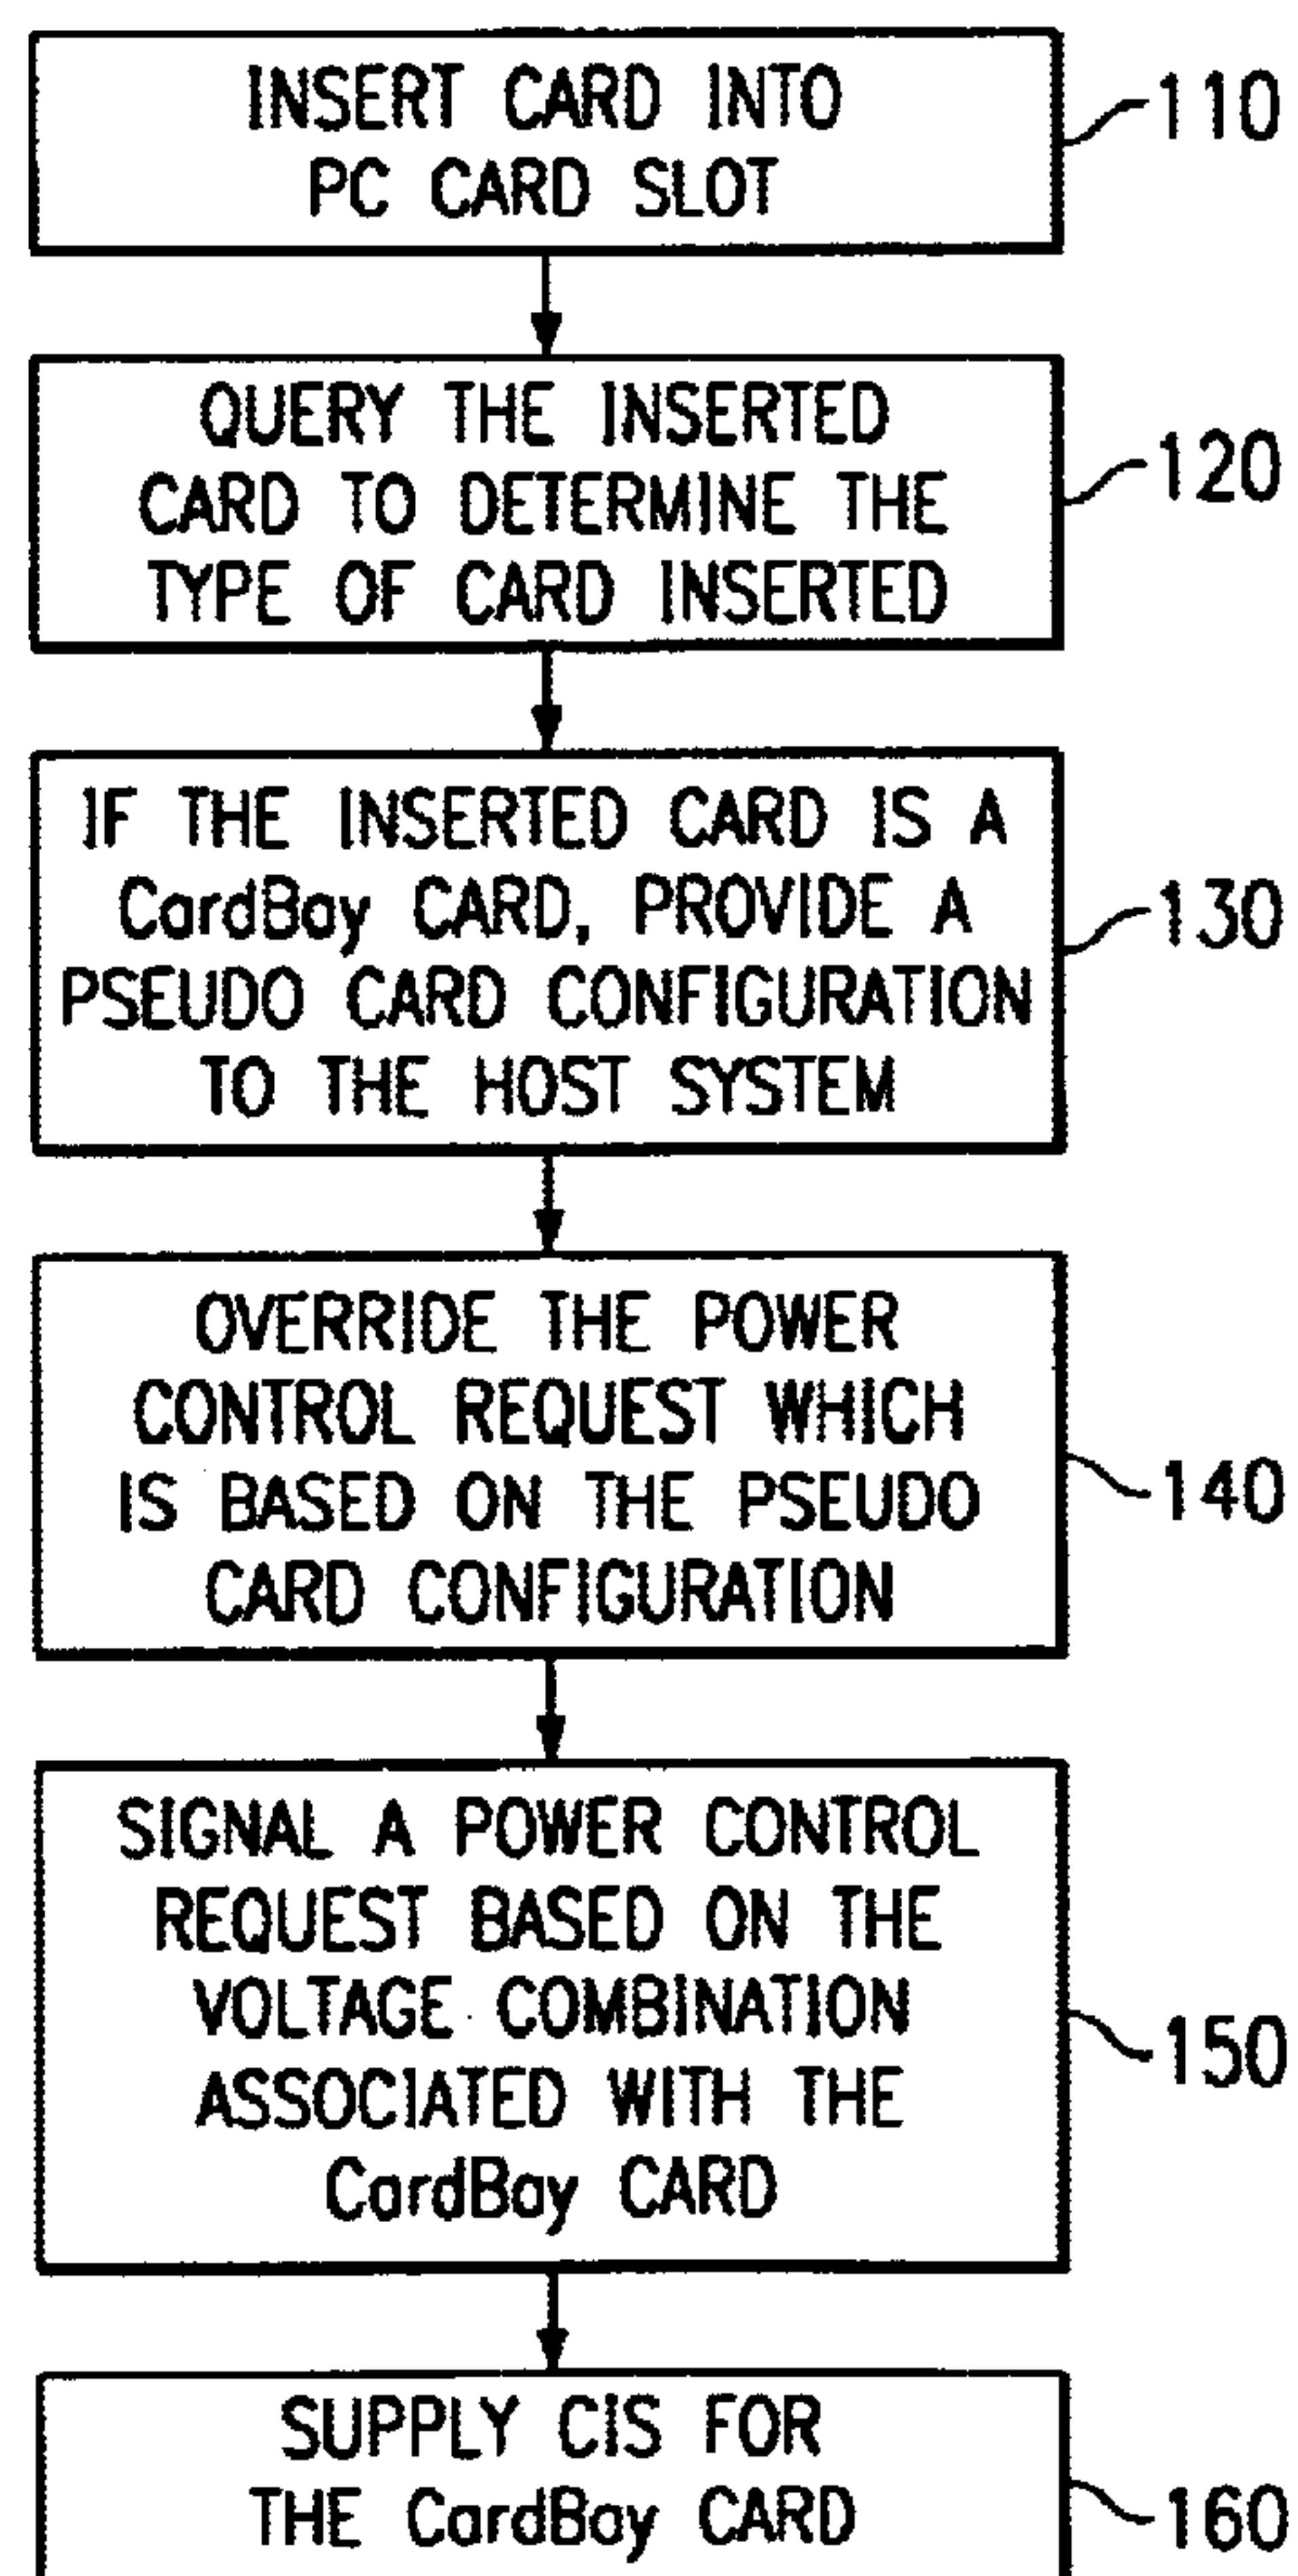 INSERT CARD INTO
PC CARD SLOT
110
QUERY THE INSERTED
CARD TO DETERMINE THE
TYPE OF CARD INSERTED
120
IF THE INSERTED CARD IS A
CardBay CARD, PROVIDE A
PSEUDO CARD CONFIGURATION
TO THE HOST SYSTEM
130
OVERRIDE THE POWER
CONTROL REQUEST WHICH
IS BASED ON THE PSEUDO
CARD CONFIGURATION
140
SIGNAL A POWER CONTROL
REQUEST BASED ON THE
VOLTAGE COMBINATION
ASSOCIATED WITH THE
CardBay CARD
150
SUPPLY CIS FOR
THE CardBay CARD
160